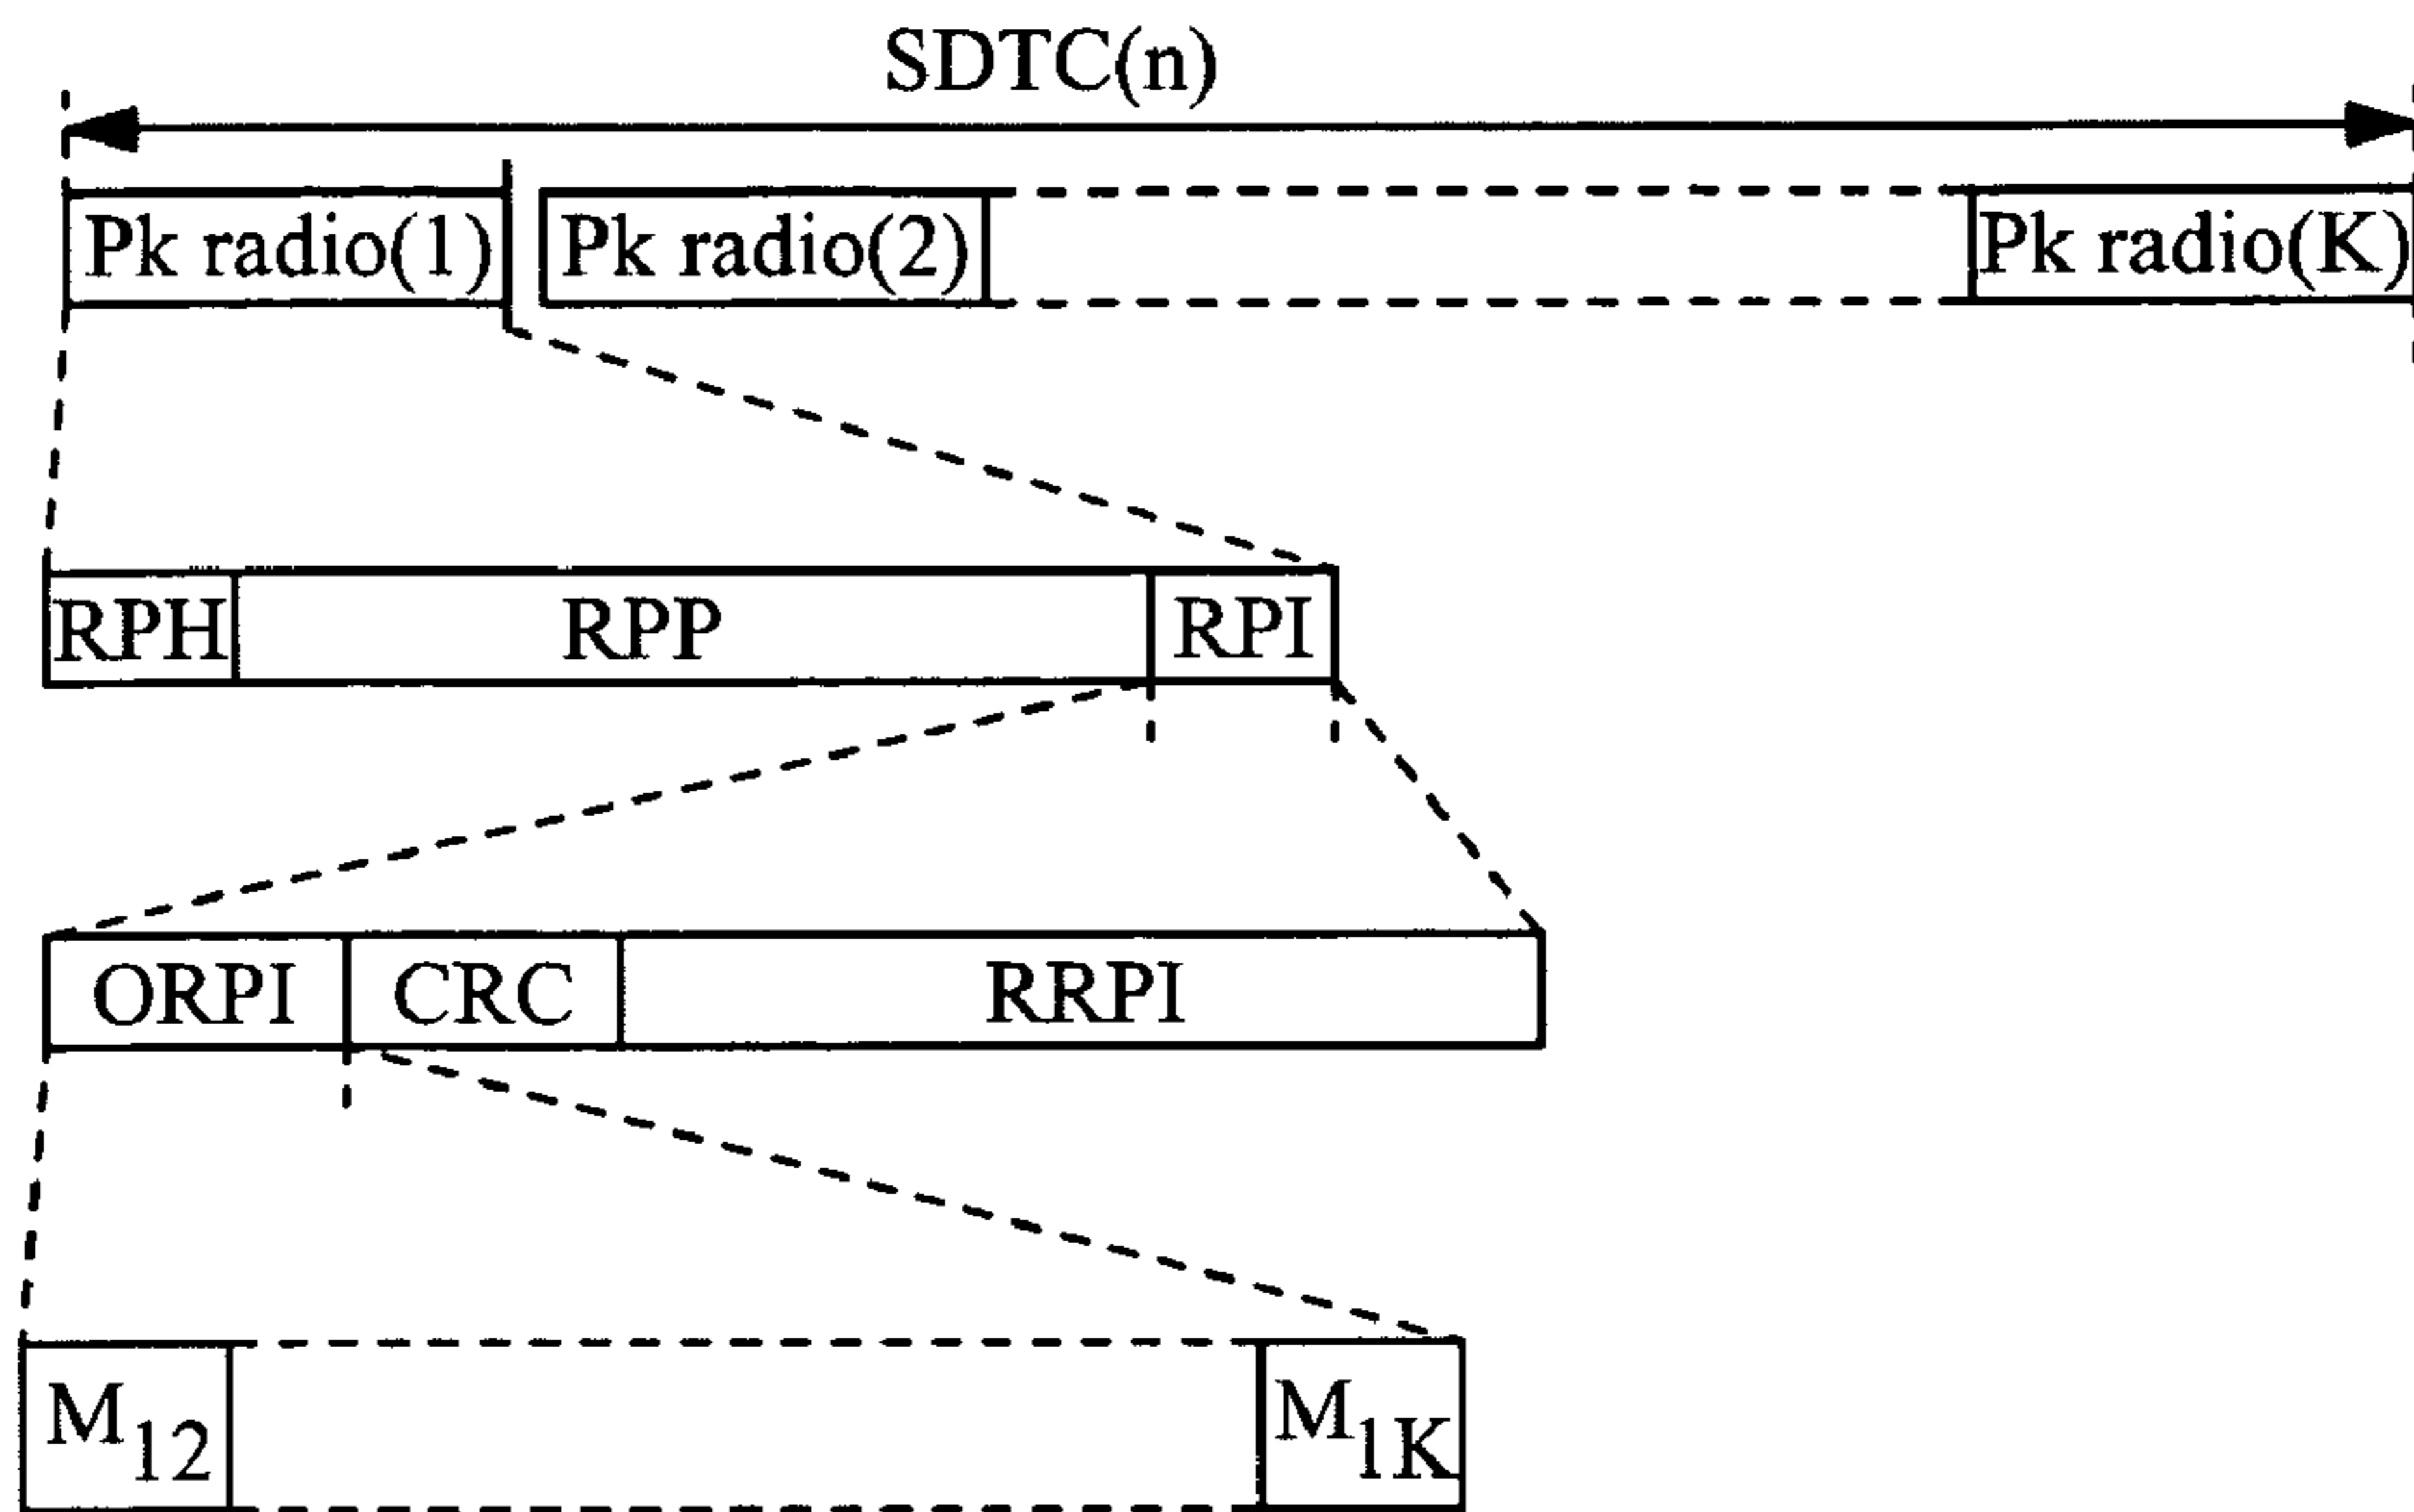 SDTC(n)
Pk radio(1) Pk radio(2) Pk radio(K)
RPH RPP RPI
ORPI CRC RRPI
M12 M1K